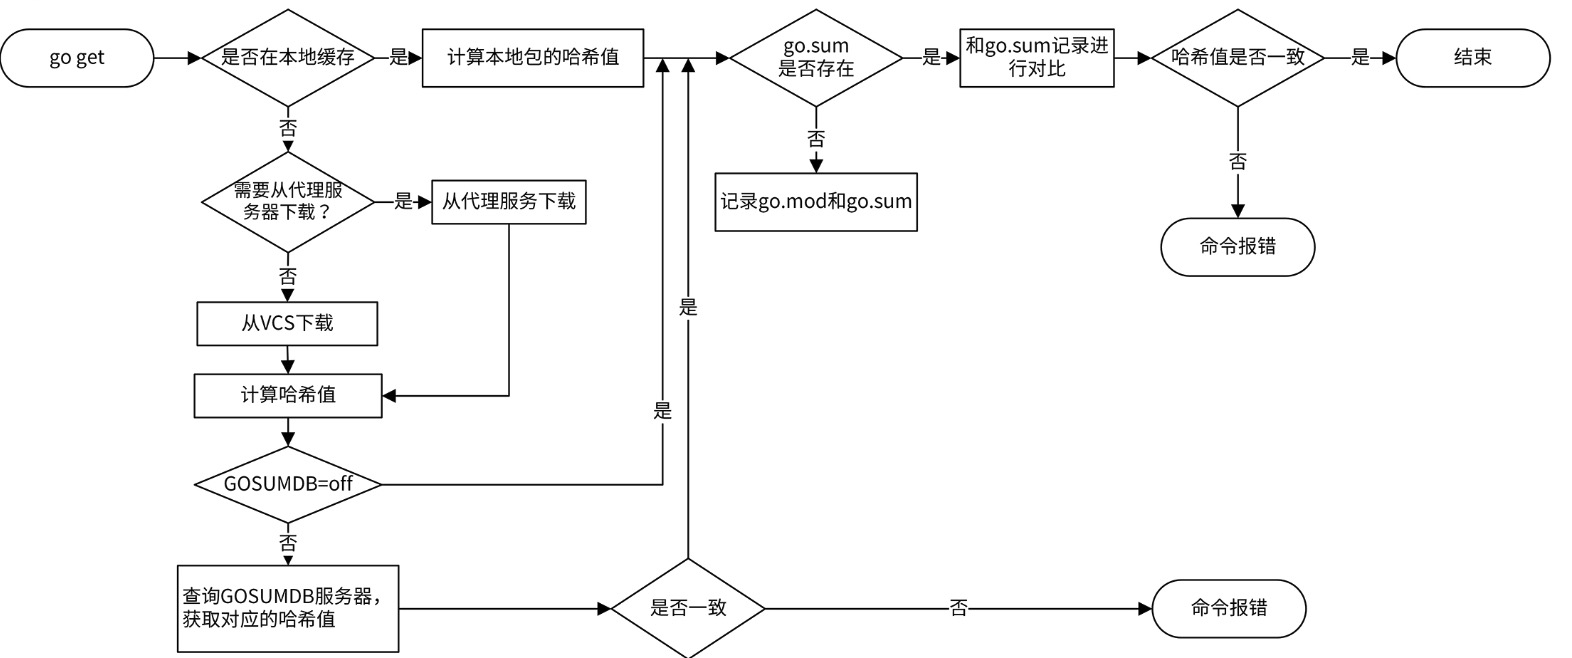 go get
是否在本地缓存
是
计算本地包的哈希值
go.sum
是否存在
是
和go.sum记录进
行对比
哈希值是否一致
是
结束
否
否
否
需要从代理服
务器下载？
是
从代理服务下载
记录go.mod和go.sum
命令报错
否
从VCS下载
是
计算哈希值
是
GOSUMDB=off
否
查询GOSUMDB服务器，
获取对应的哈希值
是否一致
否
命令报错